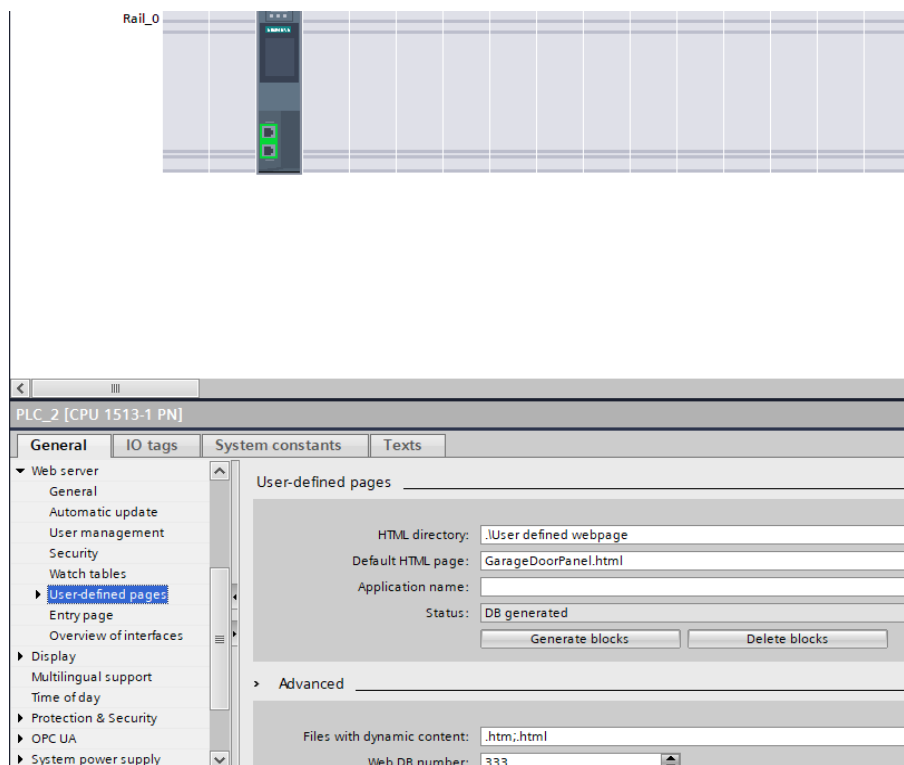 Rail_0
SIEMENS
PLC_2 [CPU 1513-1 PN]
General IO tags System constants Texts
Web server
General
Automatic update
User management
Security
Watch tables
User-defined pages
Entry page
Overview of interfaces
Display
Multilingual support
Time of day
Protection & Security
OPC UA
System power supply
User-defined pages
HTML directory: .\User defined webpage
Default HTML page: GarageDoorPanel.html
Application name:
Status: DB generated
Generate blocks Delete blocks
Advanced
Files with dynamic content: .htm;.html
Web DB number: 333